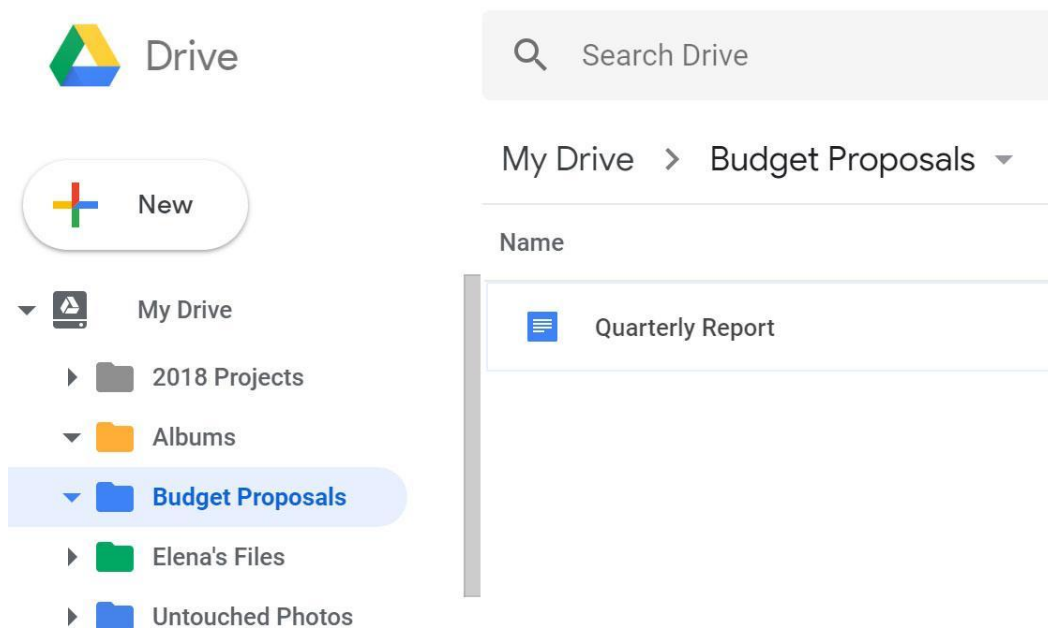 Drive
Search Drive
New
My Drive > Budget Proposals
Name
Quarterly Report
My Drive
2018 Projects
Albums
Budget Proposals
Elena's Files
Untouched Photos